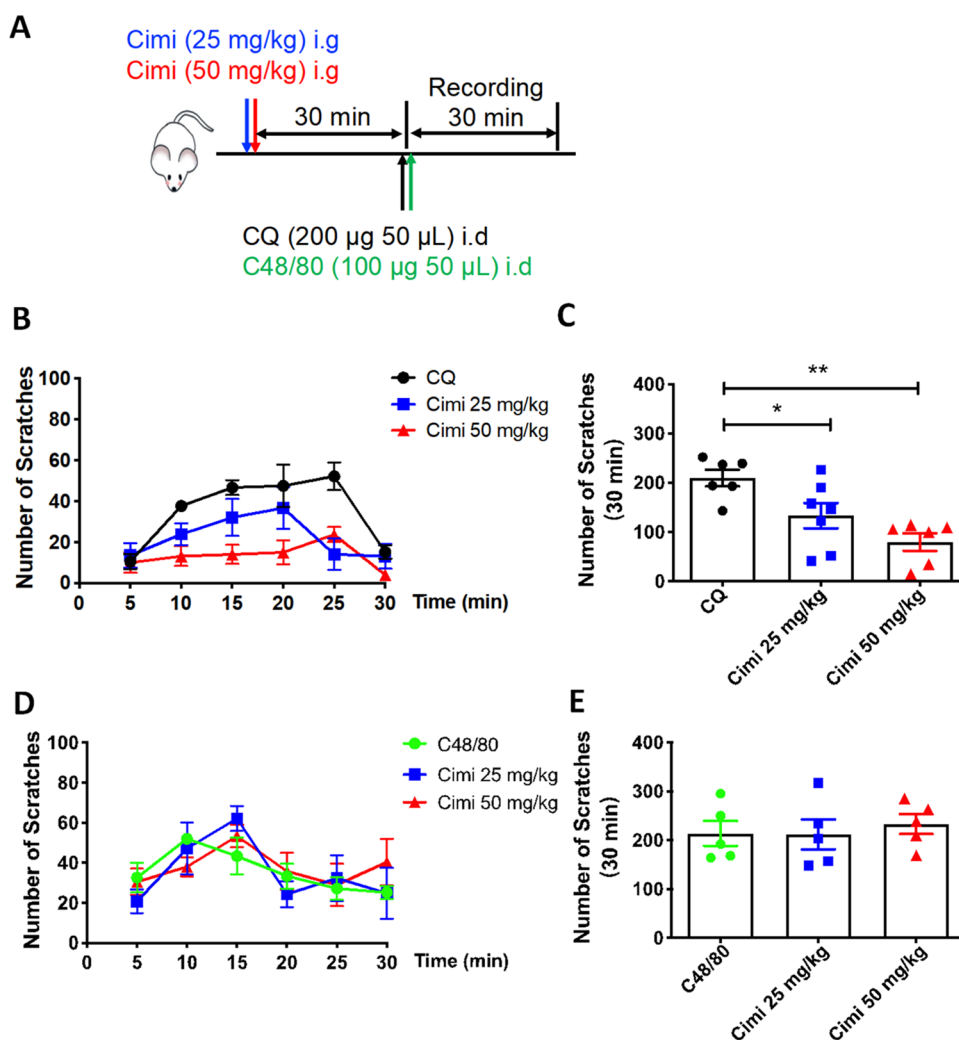 A
Cimi (25 mg/kg) i.g
Cimi (50 mg/kg) i.g
Recording
30 min
30 min
CQ (200 µg 50 µL) i.d
C48/80 (100 µg 50 µL) i.d
B
Number of Scratches
100
80
60
40
20
0
0
5
10
15
20
25
30
Time (min)
CQ
Cimi 25 mg/kg
Cimi 50 mg/kg
C
Number of Scratches
(30 min)
400
300
200
100
0
**
*
CQ
Cimi 25 mg/kg
Cimi 50 mg/kg
D
Number of Scratches
100
80
60
40
20
0
0
5
10
15
20
25
30
Time (min)
C48/80
Cimi 25 mg/kg
Cimi 50 mg/kg
E
Number of Scratches
(30 min)
400
300
200
100
0
C48/80
Cimi 25 mg/kg
Cimi 50 mg/kg